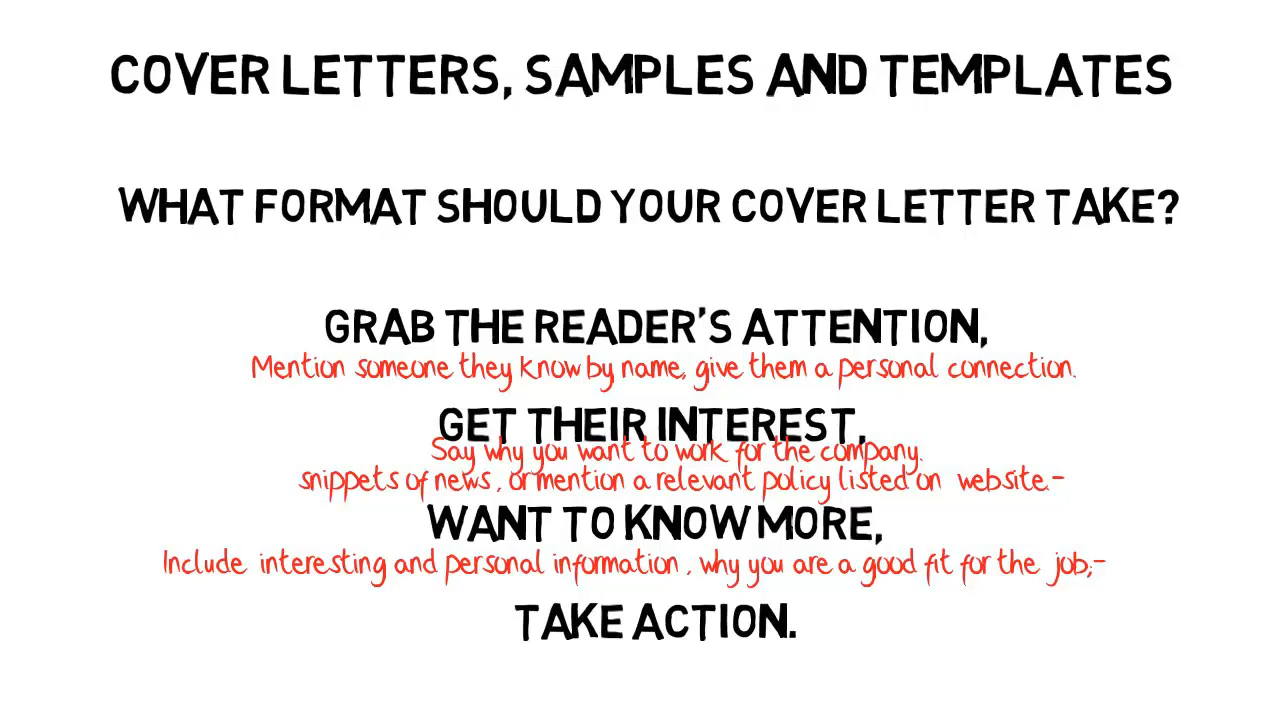 COVER LETTERS, SAMPLES AND TEMPLATES
WHAT FORMAT SHOULD YOUR COVER LETTER TAKE?
GRAB THE READER'S ATTENTION,
Mention someone they know by name, give them a personal connection.
GET THEIR INTEREST,
Say why you want to work for the company.
snippets of news, or mention a relevant policy listed on website.-
WANT TO KNOW MORE,
Include interesting and personal information, why you are a good fit for the job;-
TAKE ACTION.